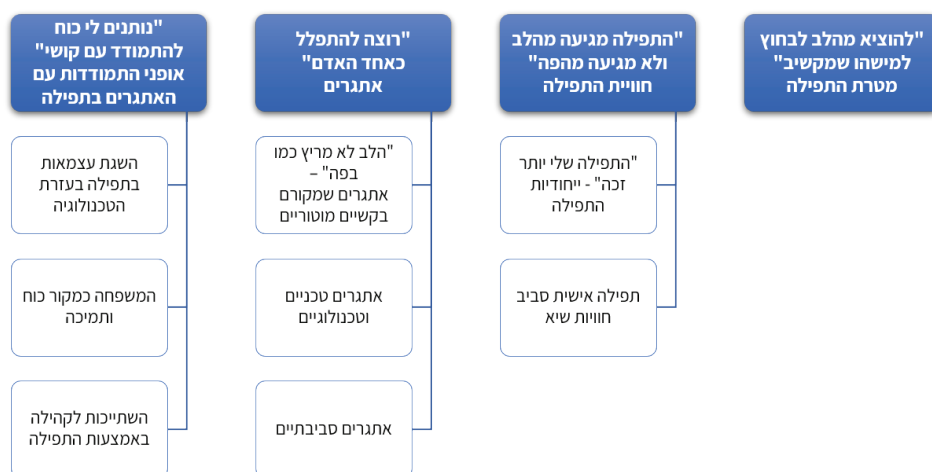 "להוציא מהלב לבחוץ
למישהו שמקשיב"
מטרת התפילה
"התפילה מגיעה מהלב
ולא מגיעה מהפה"
חוויית התפילה
"התפילה שלי יותר
זכה" - ייחודיות
התפילה
תפילה אישית סביב
חוויות שיא
"רוצה להתפלל
כאחד האדם"
אתגרים
"הלב לא מריץ כמו
בפה" –
אתגרים שמקורם
בקשיים מוטוריים
אתגרים טכניים
וטכנולוגיים
אתגרים סביבתיים
"נותנים לי כוח
להתמודד עם קושי"
אופני התמודדות עם
האתגרים בתפילה
השגת עצמאות
בתפילה בעזרת
הטכנולוגיה
המשפחה כמקור כוח
ותמיכה
השתייכות לקהילה
באמצעות התפילה